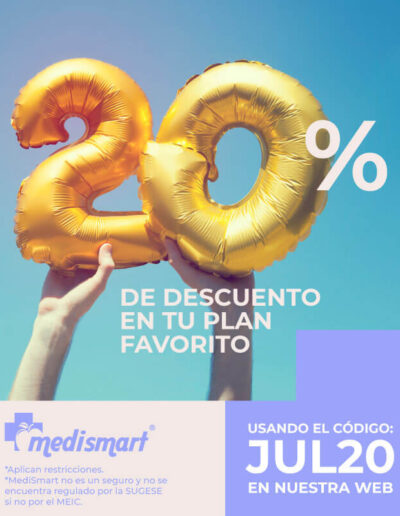 20%
DE DESCUENTO
EN TU PLAN
FAVORITO
medismart®
*Aplican restricciones.
*MediSmart no es un seguro y no se
encuentra regulado por la SUGESE
si no por el MEIC.
USANDO EL CÓDIGO:
JUL20
EN NUESTRA WEB